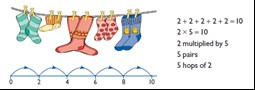 2 + 2 + 2 + 2 + 2 = 10
2 × 5 = 10
2 multiplied by 5
5 pairs
5 hops of 2
0 2 4 6 8 10